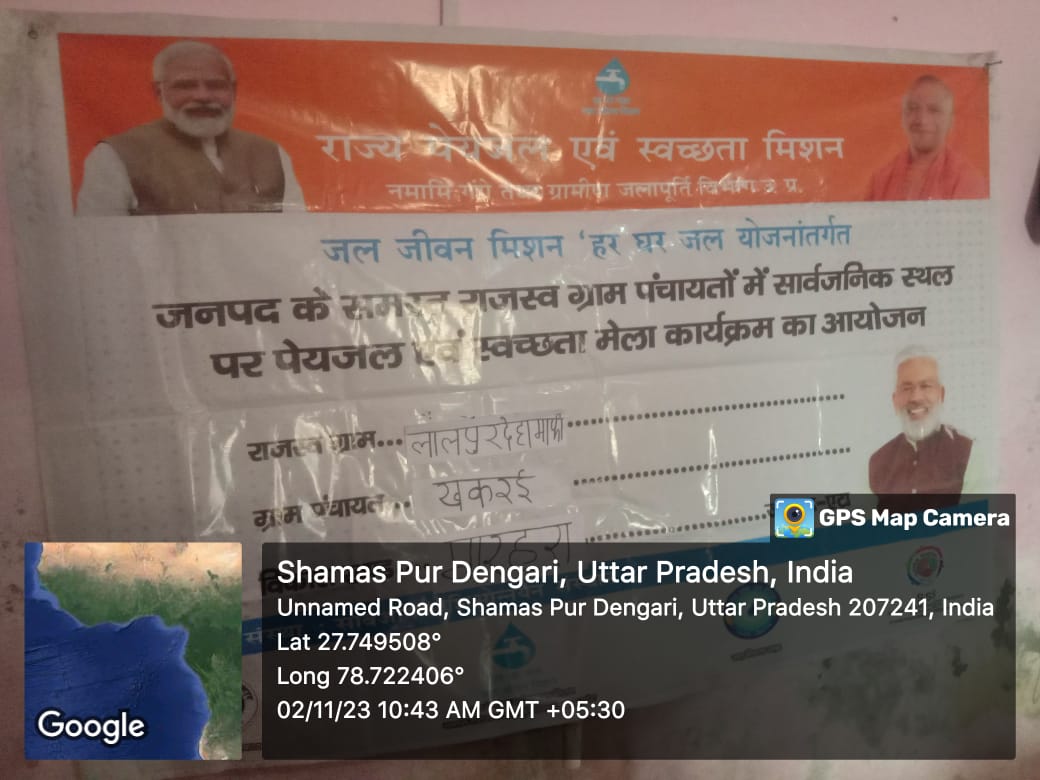 राज्य पेयजल एवं स्वच्छता मिशन
नमामि गंगे तथा ग्रामीण जलापूर्ति विभाग उ प्र.
जल जीवन मिशन 'हर घर जल योजनांतर्गत
जनपद के समस्त राजस्व ग्राम पंचायतों में सार्वजनिक स्थल
पर पेयजल एवं स्वच्छता मेला कार्यक्रम का आयोजन
राजस्व ग्राम...लालपुरदेहामाफी
ग्राम पंचायत...खकरई
GPS Map Camera
Shamas Pur Dengari, Uttar Pradesh, India
Unnamed Road, Shamas Pur Dengari, Uttar Pradesh 207241, India
Lat 27.749508°
Long 78.722406°
02/11/23 10:43 AM GMT +05:30
Google